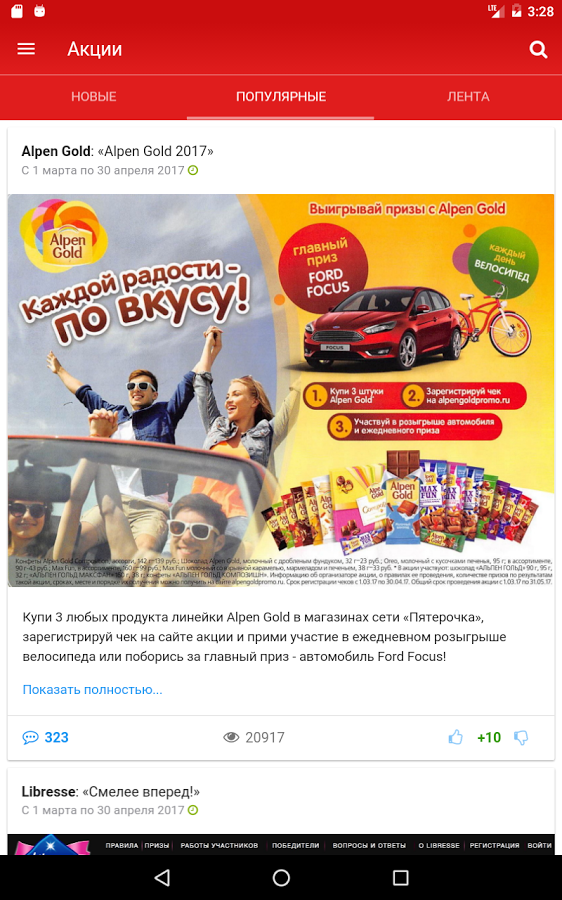 LTE 3:28
Акции
НОВЫЕ ПОПУЛЯРНЫЕ ЛЕНТА
Alpen Gold: «Alpen Gold 2017»
С 1 марта по 30 апреля 2017
Alpen Gold
Выигрывай призы с Alpen Gold
Каждой радости -
по вкусу!
главный приз FORD FOCUS
каждый день ВЕЛОСИПЕД
FOCUS
1. Купи 3 штуки
Alpen Gold*
2. Зарегистрируй чек
на alpengoldpromo.ru
3. Участвуй в розыгрыше автомобиля
и ежедневного приза
Alpen Gold
MAX FUN
Купи 3 любых продукта линейки Alpen Gold в магазинах сети «Пятерочка»,
зарегистрируй чек на сайте акции и прими участие в ежедневном розыгрыше
велосипеда или поборись за главный приз - автомобиль Ford Focus!
Показать полностью...
323 20917 +10
Libresse: «Смелее вперед!»
С 1 марта по 30 апреля 2017
ПРАВИЛА ПРИЗЫ РАБОТЫ УЧАСТНИКОВ ПОБЕДИТЕЛИ ВОПРОСЫ И ОТВЕТЫ О LIBRESSE РЕГИСТРАЦИЯ ВОЙТИ